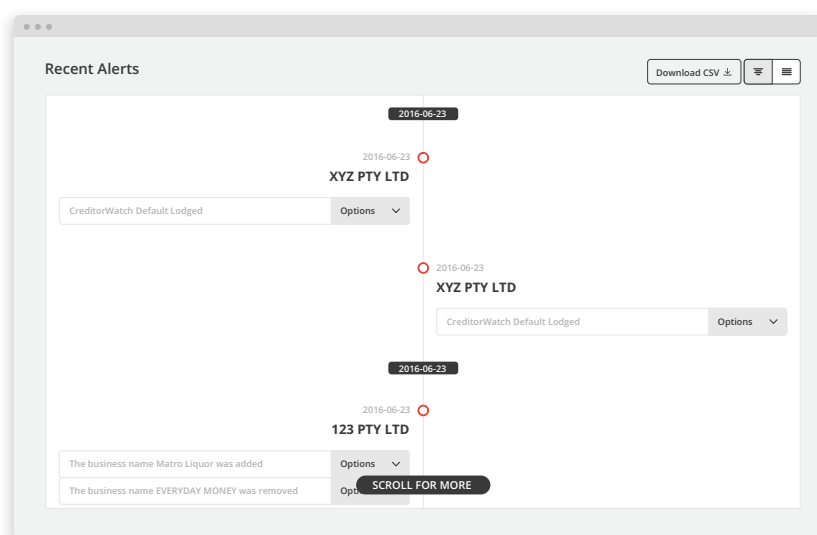 Recent Alerts
Download CSV
2016-06-23
2016-06-23
XYZ PTY LTD
CreditorWatch Default Lodged Options
2016-06-23
XYZ PTY LTD
CreditorWatch Default Lodged Options
2016-06-23
2016-06-23
123 PTY LTD
The business name Matro Liquor was added Options
The business name EVERYDAY MONEY was removed
SCROLL FOR MORE